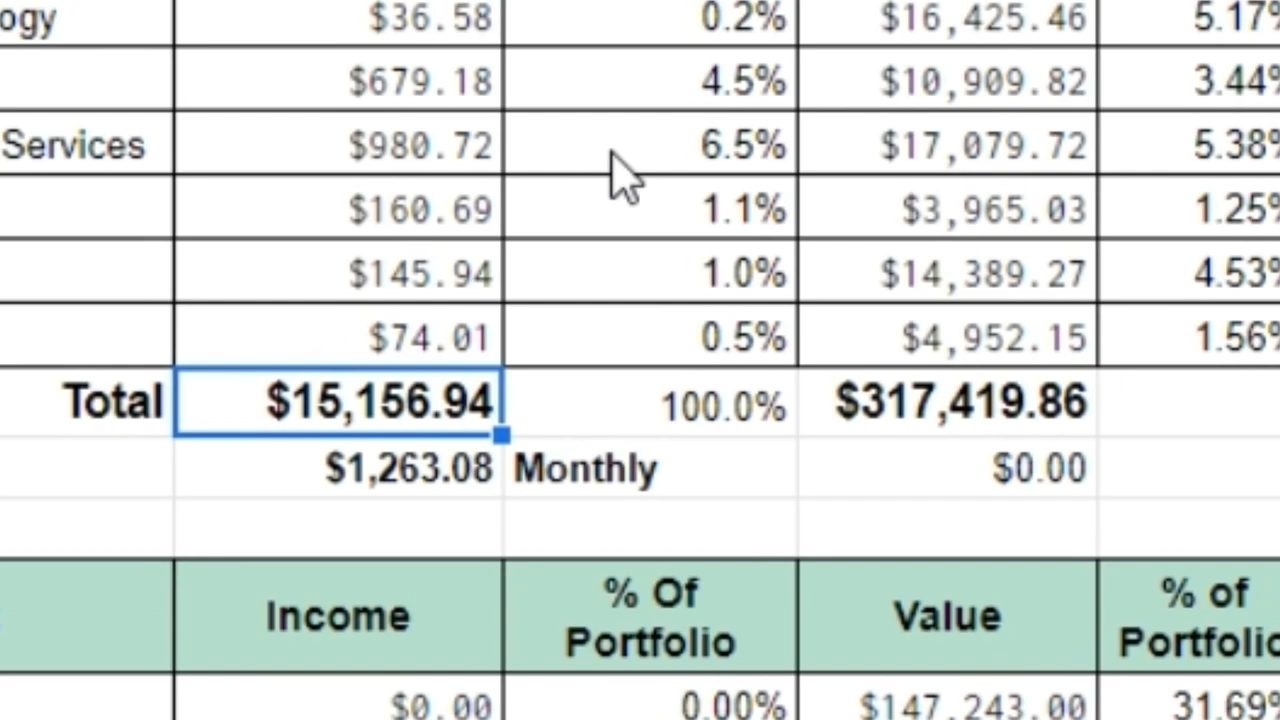 ogy $36.58 0.2% $16,425.46 5.17%
$679.18 4.5% $10,909.82 3.44%
Services $980.72 6.5% $17,079.72 5.38%
$160.69 1.1% $3,965.03 1.25%
$145.94 1.0% $14,389.27 4.53%
$74.01 0.5% $4,952.15 1.56%
Total $15,156.94 100.0% $317,419.86
$1,263.08 Monthly $0.00
Income % Of Portfolio Value % of Portfolio
$0.00 0.00% $147,243.00 31.69%